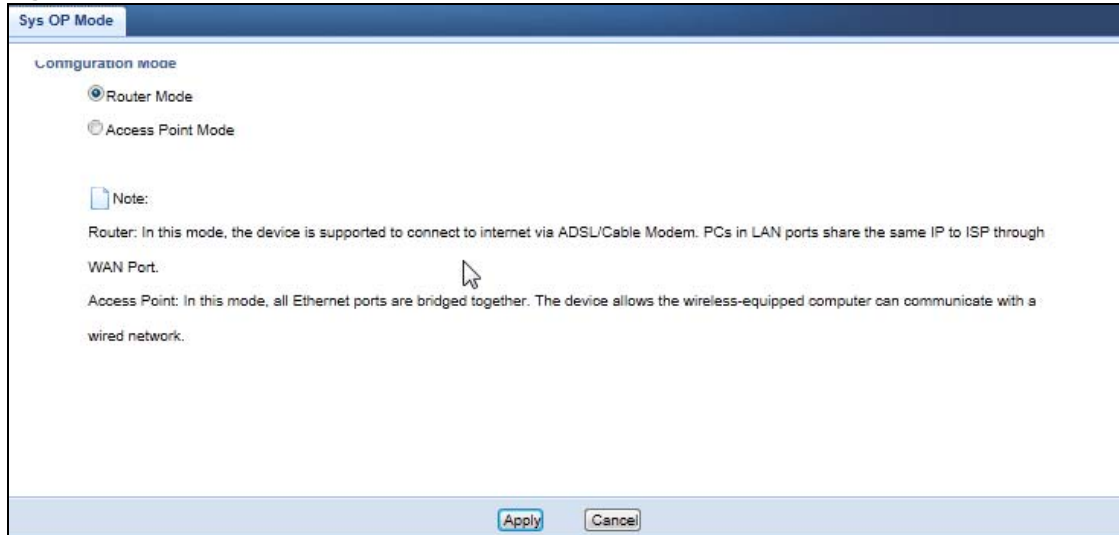 Sys OP Mode
Configuration Mode
Router Mode
Access Point Mode
Note:
Router: In this mode, the device is supported to connect to internet via ADSL/Cable Modem. PCs in LAN ports share the same IP to ISP through
WAN Port.
Access Point: In this mode, all Ethernet ports are bridged together. The device allows the wireless-equipped computer can communicate with a
wired network.
Apply Cancel